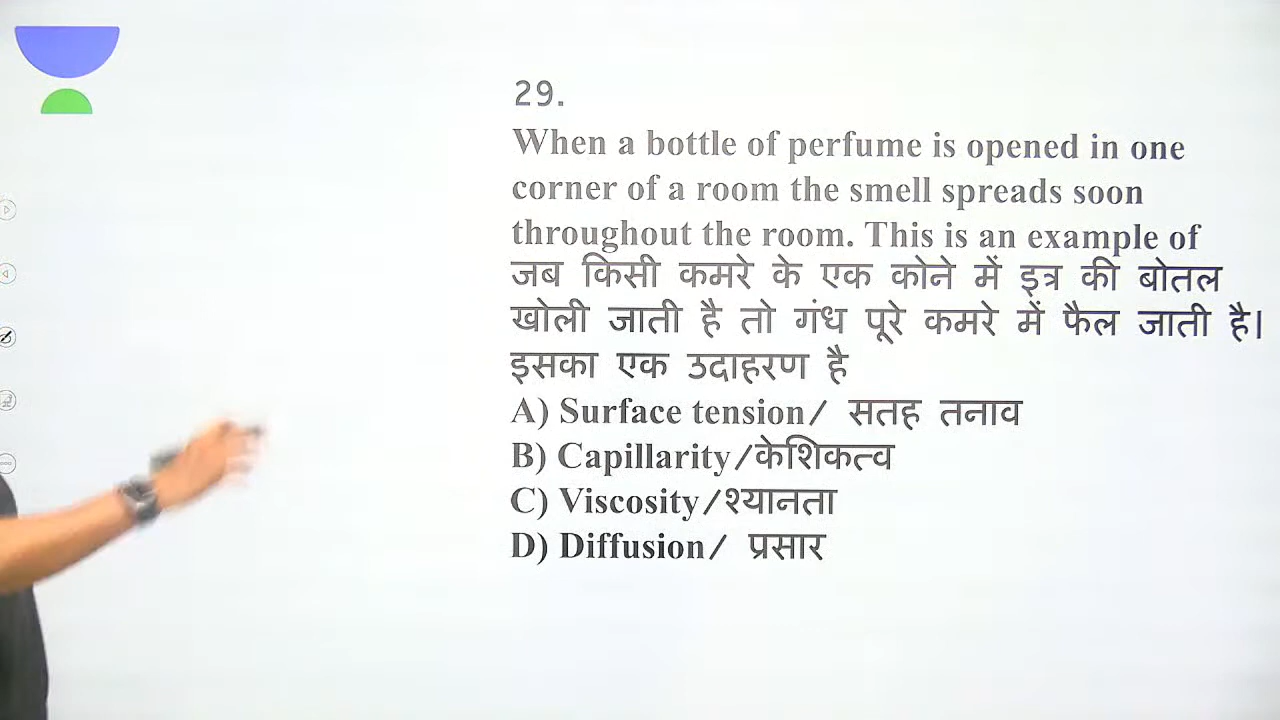 29.
When a bottle of perfume is opened in one
corner of a room the smell spreads soon
throughout the room. This is an example of
जब किसी कमरे के एक कोने में इत्र की बोतल
खोली जाती है तो गंध पूरे कमरे में फैल जाती है।
इसका एक उदाहरण है
A) Surface tension/ सतह तनाव
B) Capillarity/केशिकत्व
C) Viscosity/श्यानता
D) Diffusion/ प्रसार